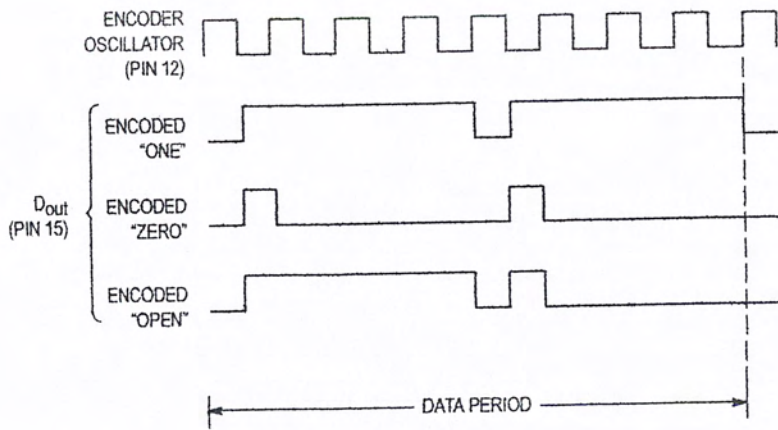 ENCODER
OSCILLATOR
(PIN 12)
ENCODED
"ONE"
Dout
(PIN 15)
ENCODED
"ZERO"
ENCODED
"OPEN"
DATA PERIOD